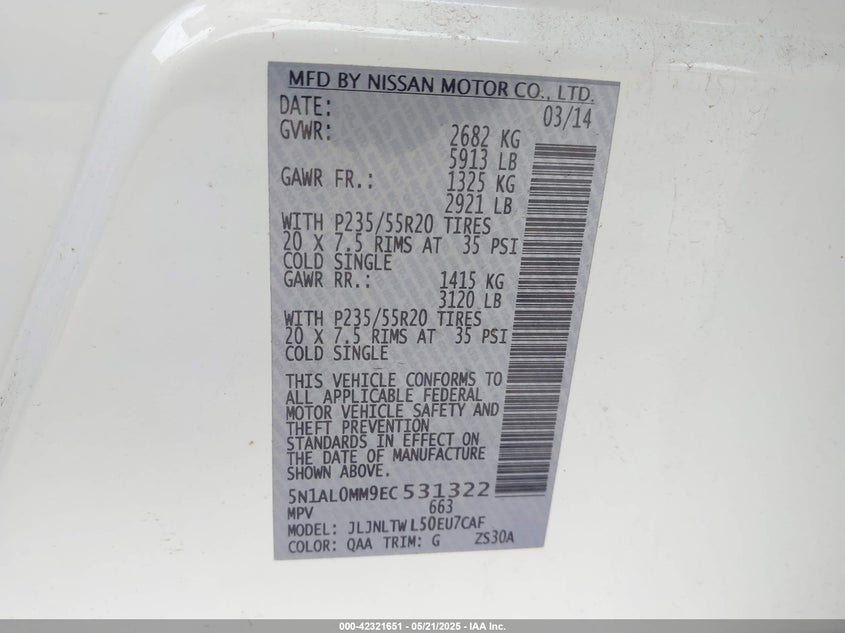 MFD BY NISSAN MOTOR CO., LTD.
DATE: 03/14
GVWR: 2682 KG
5913 LB
GAWR FR.: 1325 KG
2921 LB
WITH P235/55R20 TIRES
20 X 7.5 RIMS AT 35 PSI
COLD SINGLE
GAWR RR.: 1415 KG
3120 LB
WITH P235/55R20 TIRES
20 X 7.5 RIMS AT 35 PSI
COLD SINGLE
THIS VEHICLE CONFORMS TO
ALL APPLICABLE FEDERAL
MOTOR VEHICLE SAFETY AND
THEFT PREVENTION
STANDARDS IN EFFECT ON
THE DATE OF MANUFACTURE
SHOWN ABOVE.
5N1AL0MM9EC531322
MPV 663
MODEL: JLJNLTWL50EU7CAF
COLOR: QAA TRIM: G ZS30A
000-42321651 - 05/21/2025 - IAA Inc.